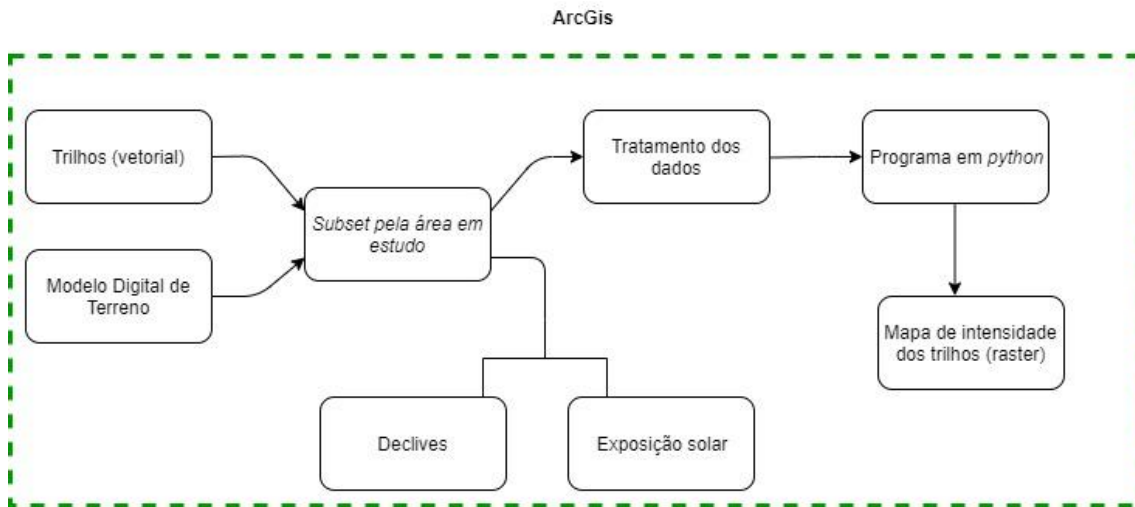 ArcGis
Trilhos (vetorial)
Modelo Digital de
Terreno
Subset pela área em
estudo
Tratamento dos
dados
Programa em python
Mapa de intensidade
dos trilhos (raster)
Declives
Exposição solar